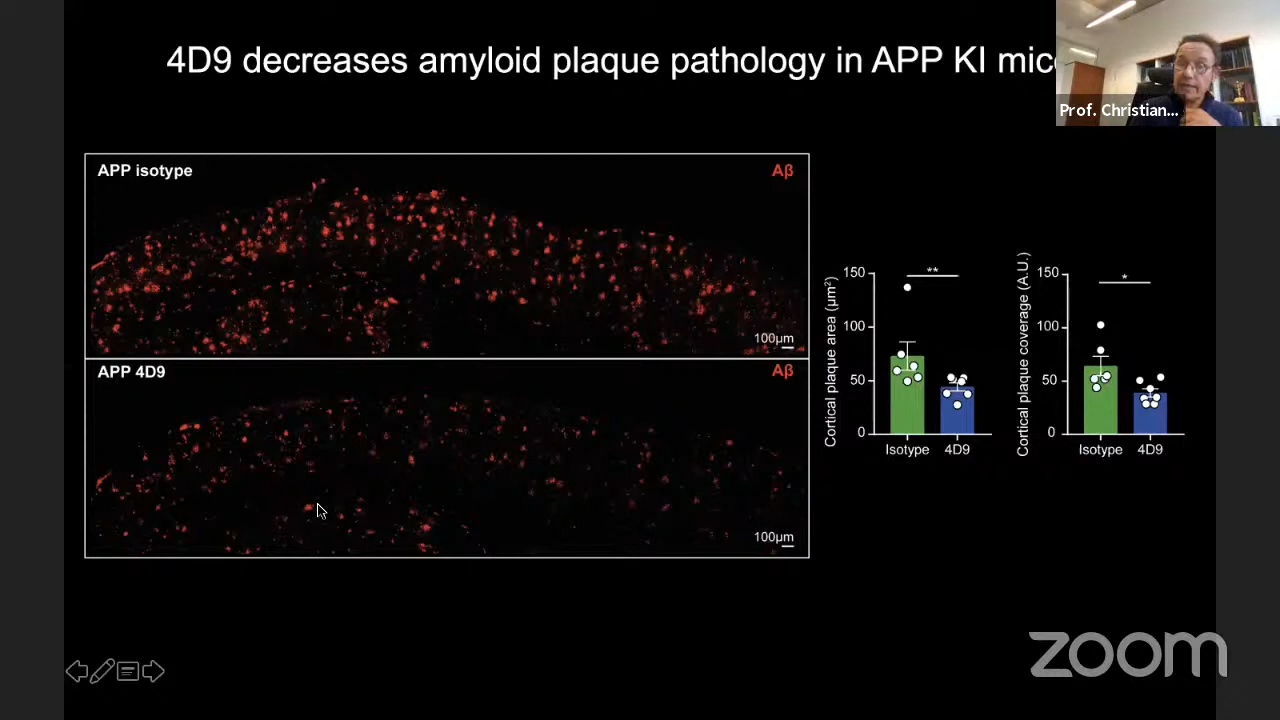 4D9 decreases amyloid plaque pathology in APP KI mic
Prof. Christian...
APP isotype
Aβ
100µm
APP 4D9
Aβ
100µm
Cortical plaque area (µm²)
150
100
50
0
**
Isotype 4D9
Cortical plaque coverage (A.U.)
150
100
50
0
*
Isotype 4D9
zoom